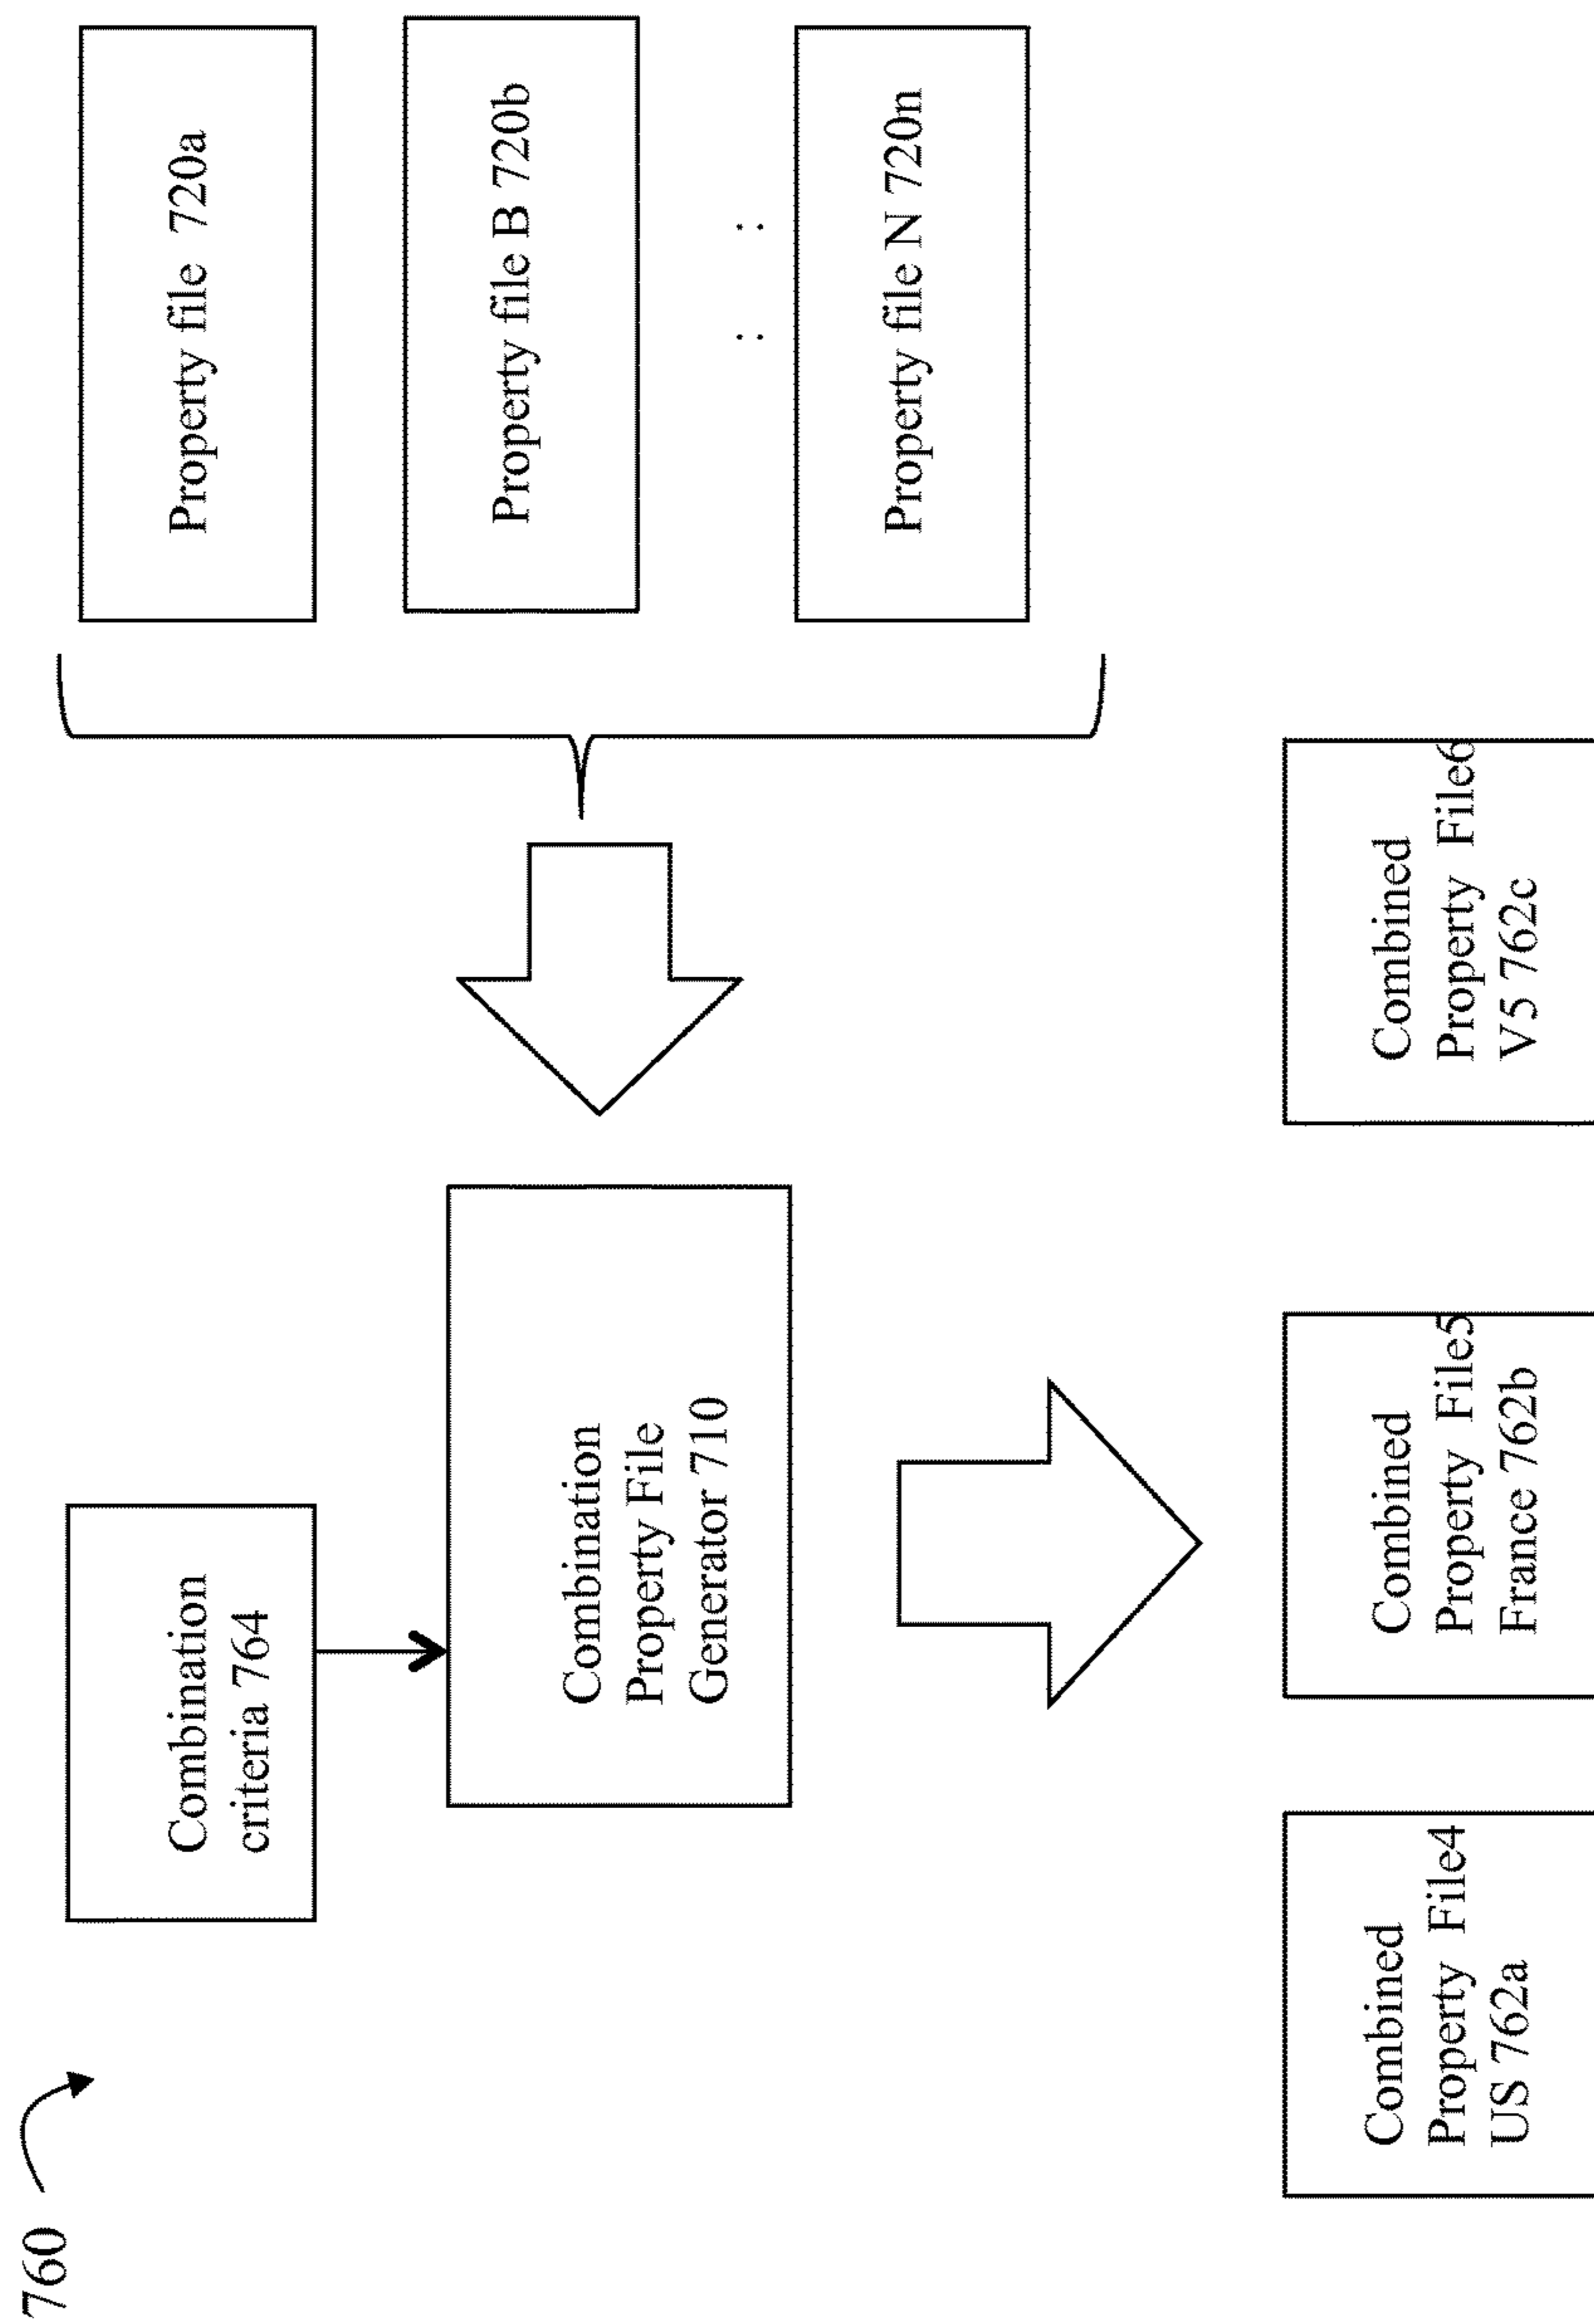 760
Combination
criteria 764
Combination
Property File
Generator 710
Property file 720a
Property file B 720b
: :
Property file N 720n
Combined
Property File4
US 762a
Combined
Property File5
France 762b
Combined
Property File6
V5 762c